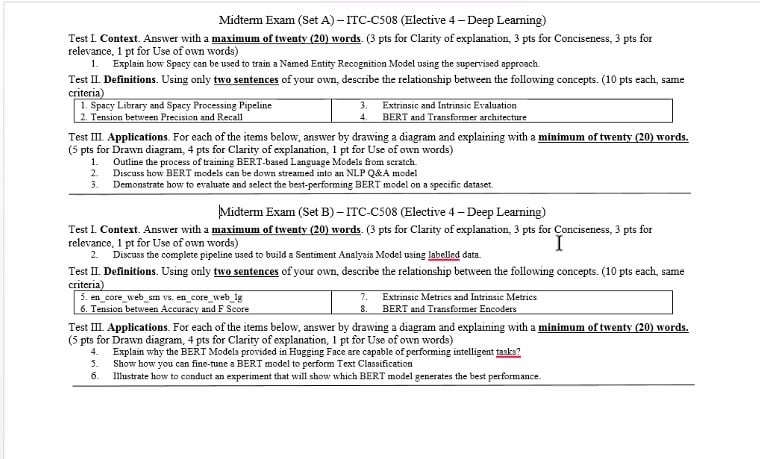 Midterm Exam (Set A) – ITC-C508 (Elective 4 – Deep Learning)
Test I. Context. Answer with a maximum of twenty (20) words. (3 pts for Clarity of explanation, 3 pts for Conciseness, 3 pts for
relevance, 1 pt for Use of own words)
1. Explain how Spacy can be used to train a Named Entity Recognition Model using the supervised approach.
Test II. Definitions. Using only two sentences of your own, describe the relationship between the following concepts. (10 pts each, same
criteria)
1. Spacy Library and Spacy Processing Pipeline
2. Tension between Precision and Recall
3. Extrinsic and Intrinsic Evaluation
4. BERT and Transformer architecture
Test III. Applications. For each of the items below, answer by drawing a diagram and explaining with a minimum of twenty (20) words.
(5 pts for Drawn diagram, 4 pts for Clarity of explanation, 1 pt for Use of own words)
1. Outline the process of training BERT-based Language Models from scratch.
2. Discuss how BERT models can be down streamed into an NLP Q&A model
3. Demonstrate how to evaluate and select the best-performing BERT model on a specific dataset.
Midterm Exam (Set B) – ITC-C508 (Elective 4 – Deep Learning)
Test I. Context. Answer with a maximum of twenty (20) words. (3 pts for Clarity of explanation, 3 pts for Conciseness, 3 pts for
relevance, 1 pt for Use of own words)
2. Discuss the complete pipeline used to build a Sentiment Analysis Model using labelled data.
Test II. Definitions. Using only two sentences of your own, describe the relationship between the following concepts. (10 pts each, same
criteria)
5. en_core_web_sm vs. en_core_web_lg
6. Tension between Accuracy and F Score
7. Extrinsic Metrics and Intrinsic Metrics
8. BERT and Transformer Encoders
Test III. Applications. For each of the items below, answer by drawing a diagram and explaining with a minimum of twenty (20) words.
(5 pts for Drawn diagram, 4 pts for Clarity of explanation, 1 pt for Use of own words)
4. Explain why the BERT Models provided in Hugging Face are capable of performing intelligent tasks?
5. Show how you can fine-tune a BERT model to perform Text Classification
6. Illustrate how to conduct an experiment that will show which BERT model generates the best performance.